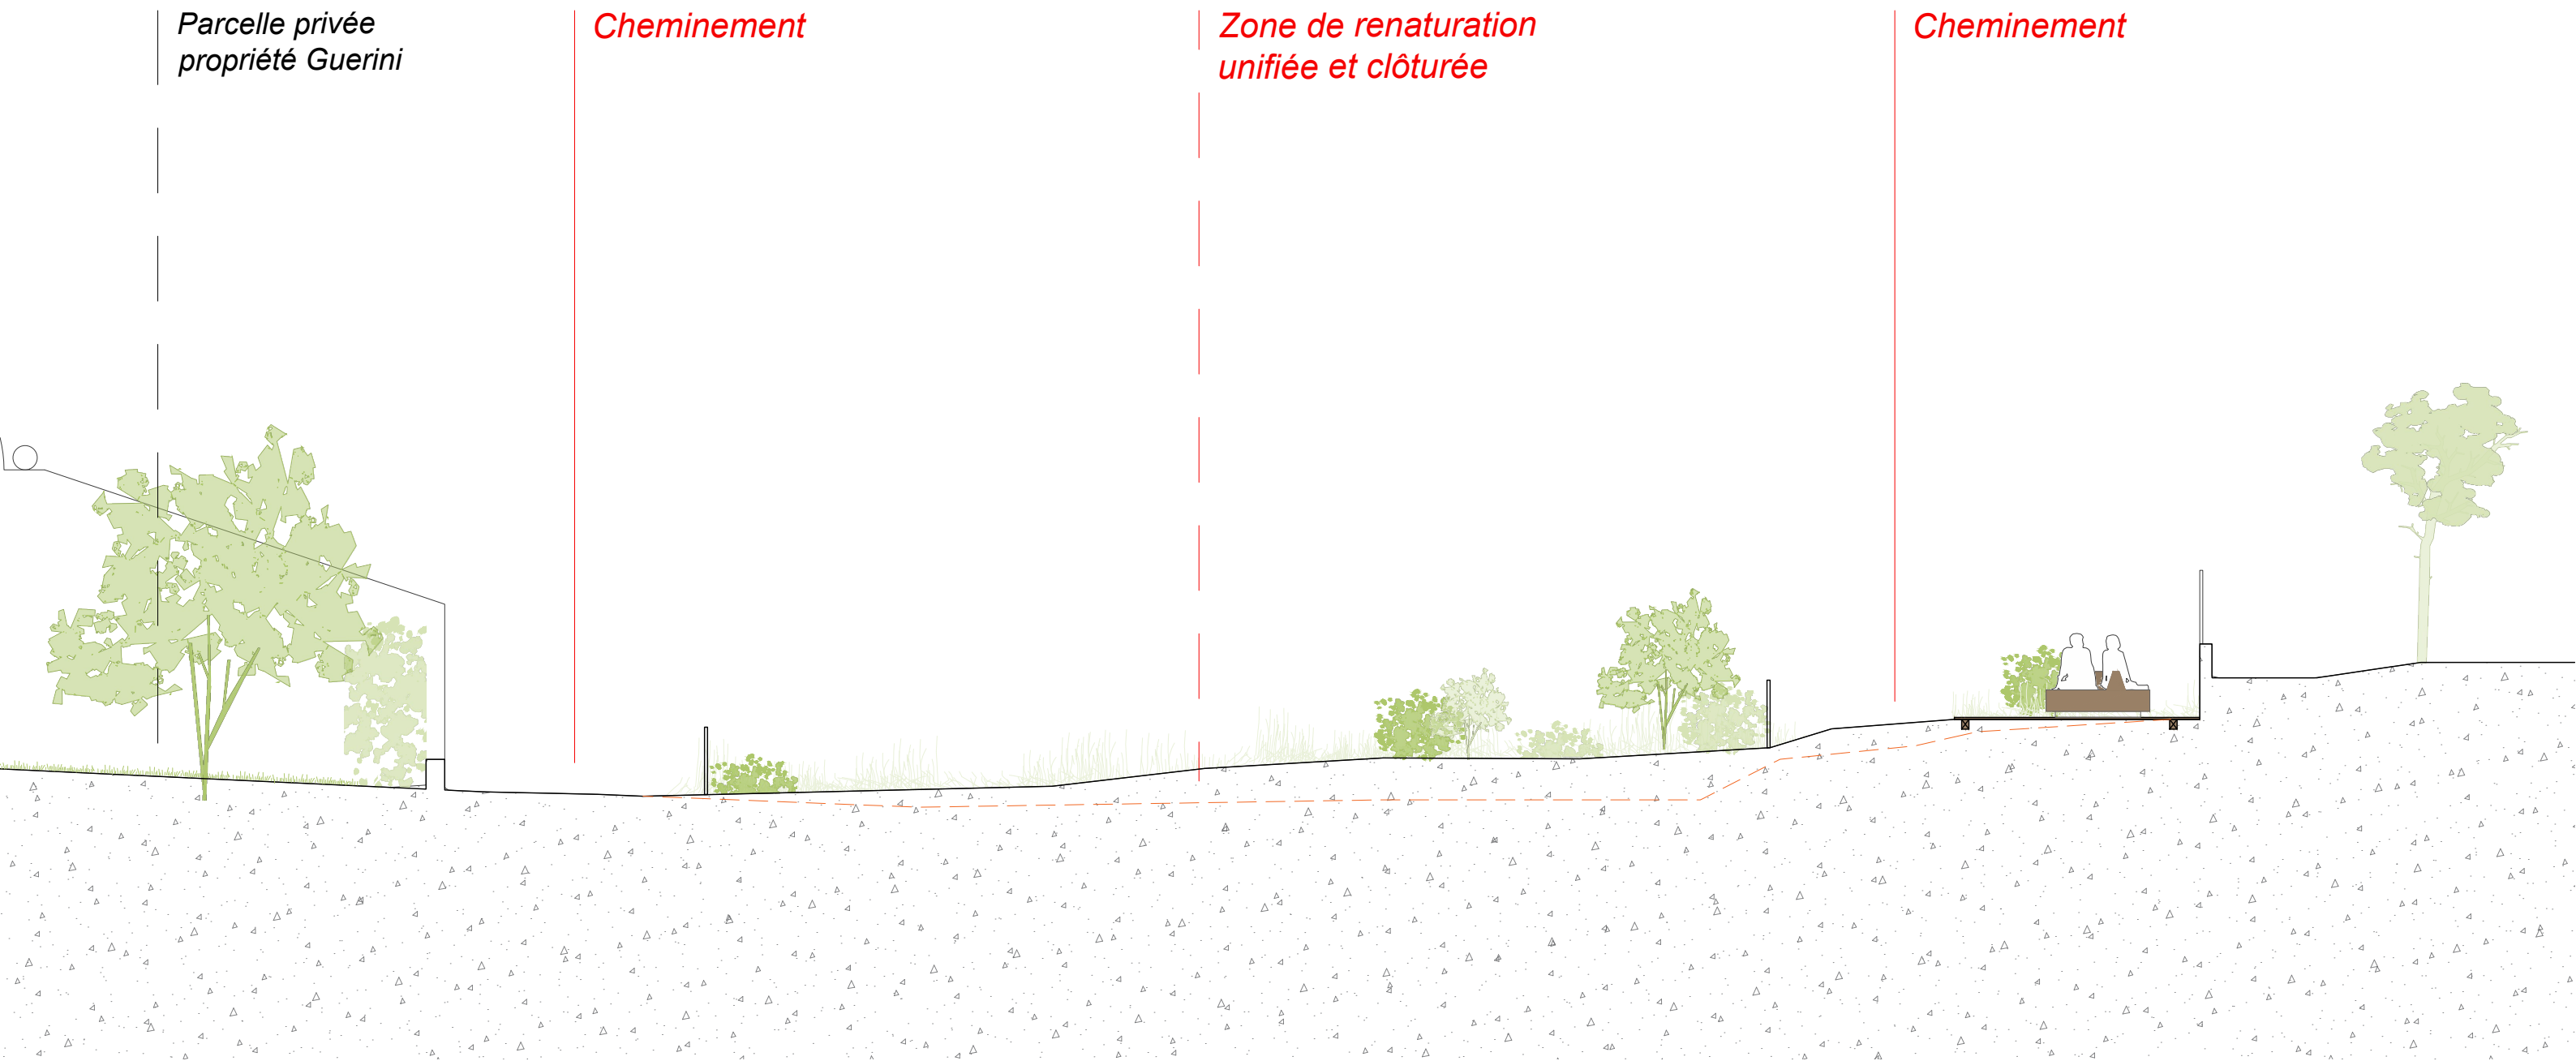 Parcelle privée
propriété Guerini
Cheminement
Zone de renaturation
unifiée et clôturée
Cheminement